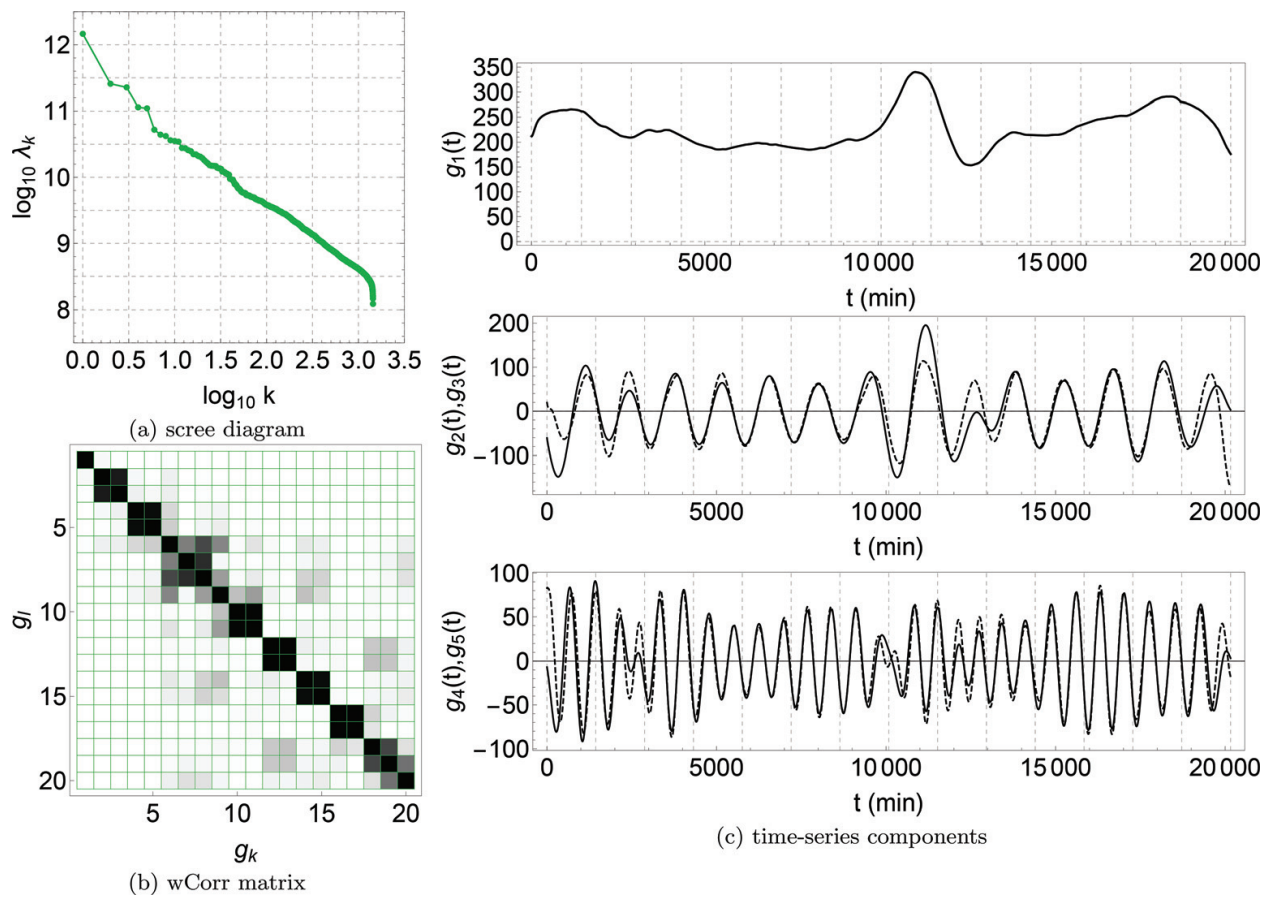 12
11
10
9
8
log₁₀ λₖ
0.0 0.5 1.0 1.5 2.0 2.5 3.0 3.5
log₁₀ k
(a) scree diagram
5
10
15
20
gₗ
5 10 15 20
gₖ
(b) wCorr matrix
350
300
250
200
150
100
50
0
g₁(t)
0 5000 10 000 15 000 20 000
t (min)
200
100
0
−100
g₂(t),g₃(t)
0 5000 10 000 15 000 20 000
t (min)
100
50
0
−50
−100
g₄(t),g₅(t)
0 5000 10 000 15 000 20 000
t (min)
(c) time-series components